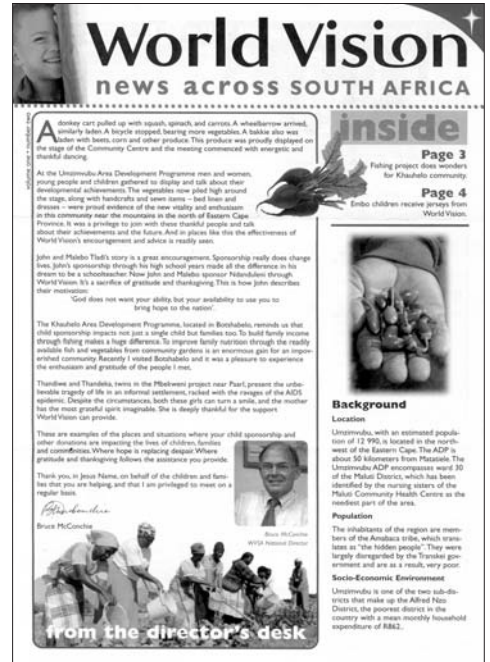 World Vision
news across SOUTH AFRICA
A donkey cart pulled up with squash, spinach, and carrots. A wheelbarrow arrived,
similarly laden. A bicycle stopped, bearing more vegetables. A bakkie also was
laden with beets, corn and other produce. This produce was proudly displayed on
the stage of the Community Centre and the meeting commenced with energetic and
thankful dancing.
At the Umzimvubu Area Development Programme men and women,
young people and children gathered to display and talk about their
developmental achievements. The vegetables now piled high around
the stage, along with handcrafts and sewn items – bed linen and
dresses – were proud evidence of the new vitality and enthusiasm
in this community near the mountains in the north of Eastern Cape
Province. It was a privilege to join with these thankful people and talk
about their achievements and the future. And in places like this the effectiveness of
World Vision's encouragement and advice is readily seen.
John and Malebo Tladi's story is a great encouragement. Sponsorship really does change
lives. John's sponsorship through his high school years made all the difference in his
dream to be a schoolteacher. Now John and Malebo sponsor Ndanduleni through
World Vision. It's a sacrifice of gratitude and thanksgiving. This is how John describes
their motivation:
'God does not want your ability, but your availability to use you to
bring hope to the nation'.
The Khauhelo Area Development Programme, located in Botshabelo, reminds us that
child sponsorship impacts not just a single child but families too. To build family income
through fishing makes a huge difference. To improve family nutrition through the readily
available fish and vegetables from community gardens is an enormous gain for an impov-
erished community. Recently I visited Botshabelo and it was a pleasure to experience
the enthusiasm and gratitude of the people I met.
Thandiwe and Thandeka, twins in the Mbekweni project near Paarl, present the unbe-
lievable tragedy of life in an informal settlement, racked with the ravages of the AIDS
epidemic. Despite the circumstances, both these girls can turn a smile, and the mother
has the most grateful spirit imaginable. She is deeply thankful for the support
World Vision can provide.
These are examples of the places and situations where your child sponsorship and
other donations are impacting the lives of children, families
and communities. Where hope is replacing despair. Where
gratitude and thanksgiving follows the assistance you provide.
Thank you, in Jesus Name, on behalf of the children and fami-
lies that you are helping, and that I am privileged to meet on a
regular basis.
Bruce McConchie
Bruce McConchie
WVSA National Director
from the director's desk
inside
Page 3
Fishing project does wonders
for Khauhelo community.
Page 4
Embo children receive jerseys from
World Vision.
Background
Location
Umzimvubu, with an estimated popula-
tion of 12 990, is located in the north-
west of the Eastern Cape. The ADP is
about 50 kilometers from Matatiele. The
Umzimvubu ADP encompasses ward 30
of the Maluti District, which has been
identified by the nursing sisters of the
Maluti Community Health Centre as the
neediest part of the area.
Population
The inhabitants of the region are mem-
bers of the Amabaca tribe, which trans-
lates as "the hidden people". They were
largely disregarded by the Transkei gov-
ernment and are as a result, very poor.
Socio-Economic Environment
Umzimvubu is one of the two sub-dis-
tricts that make up the Alfred Nzo
District, the poorest district in the
country with a mean monthly household
expenditure of R862.